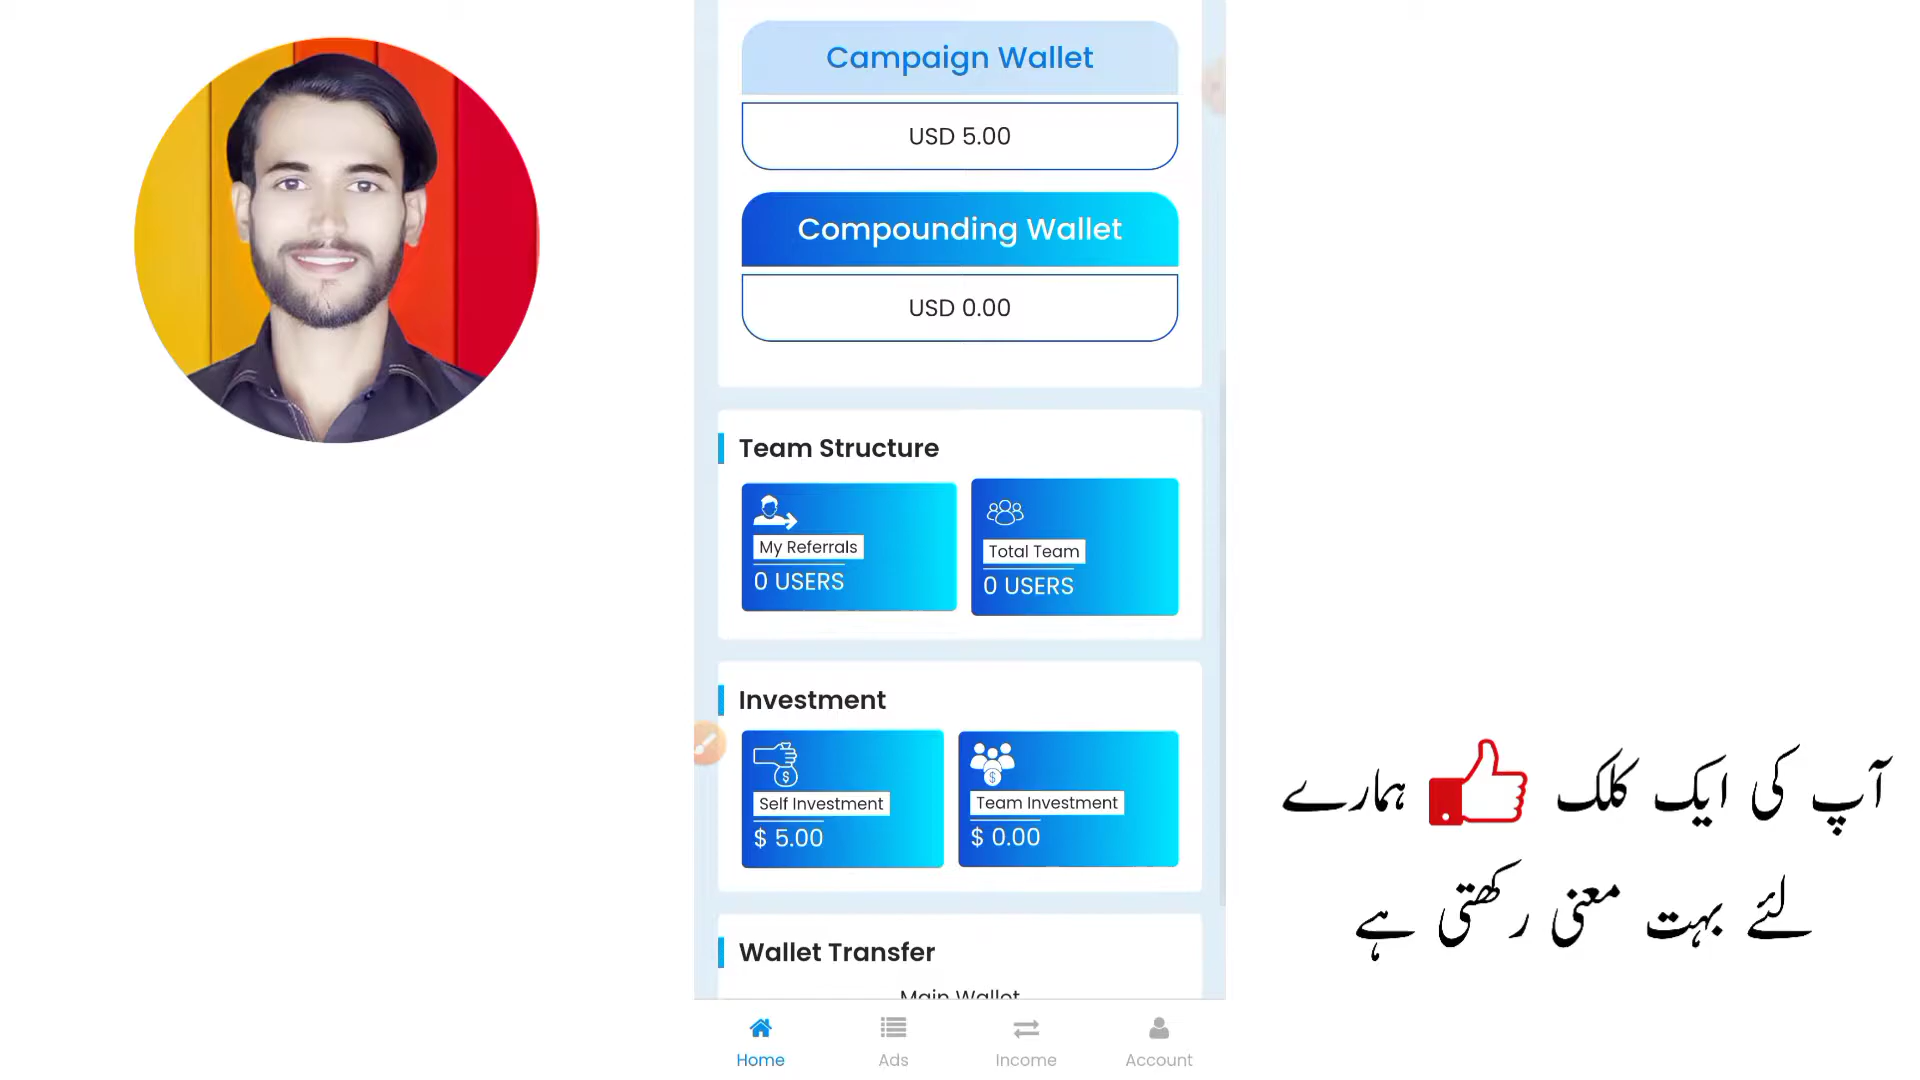 Campaign Wallet
USD 5.00
Compounding Wallet
USD 0.00
Team Structure
My Referrals
0 USERS
Total Team
0 USERS
Investment
Self Investment
$ 5.00
Team Investment
$ 0.00
Wallet Transfer
Main Wallet
Home
Ads
Income
Account
آپ کی ایک کلک ہمارے
لئے بہت معنی رکھتی ہے